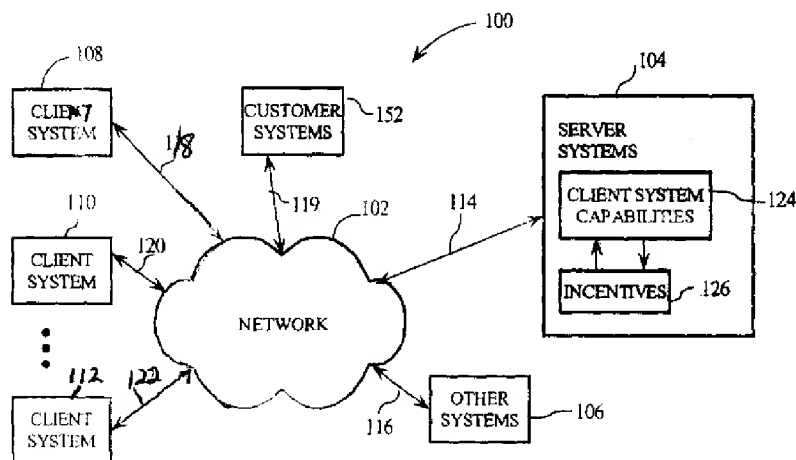 100
108
CLIENT
SYSTEM
118
CUSTOMER
SYSTEMS
152
104
SERVER
SYSTEMS
CLIENT SYSTEM
CAPABILITIES
124
INCENTIVES
126
110
CLIENT
SYSTEM
120
119
102
114
NETWORK
112
CLIENT
SYSTEM
122
116
OTHER
SYSTEMS
106